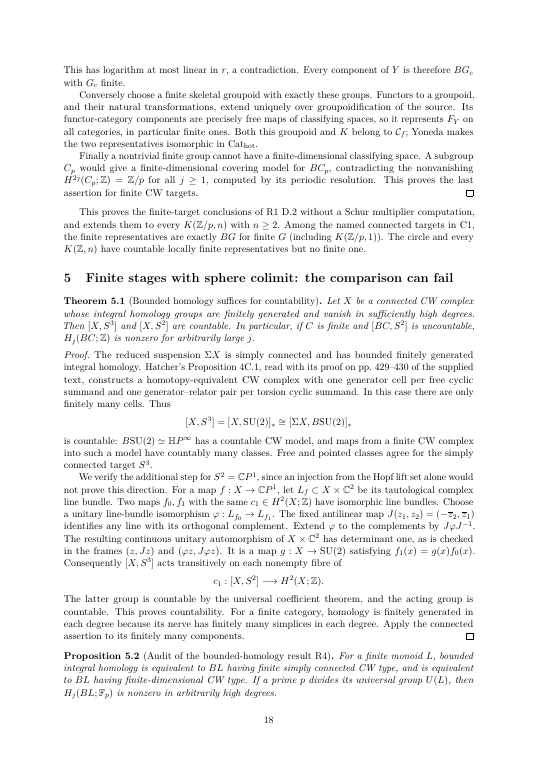 This has logarithm at most linear in r, a contradiction. Every component of Y is therefore BG_c
with G_c finite.
Conversely choose a finite skeletal groupoid with exactly these groups. Functors to a groupoid,
and their natural transformations, extend uniquely over groupoidification of the source. Its
functor-category components are precisely free maps of classifying spaces, so it represents F_Y on
all categories, in particular finite ones. Both this groupoid and K belong to C_f; Yoneda makes
the two representatives isomorphic in Cat_hot.
Finally a nontrivial finite group cannot have a finite-dimensional classifying space. A subgroup
C_p would give a finite-dimensional covering model for BC_p, contradicting the nonvanishing
H^{2j}(C_p; ℤ) = ℤ/p for all j ≥ 1, computed by its periodic resolution. This proves the last
assertion for finite CW targets. □
This proves the finite-target conclusions of R1 D.2 without a Schur multiplier computation,
and extends them to every K(ℤ/p, n) with n ≥ 2. Among the named connected targets in C1,
the finite representatives are exactly BG for finite G (including K(ℤ/p, 1)). The circle and every
K(ℤ, n) have countable locally finite representatives but no finite one.
5 Finite stages with sphere colimit: the comparison can fail
Theorem 5.1 (Bounded homology suffices for countability). Let X be a connected CW complex
whose integral homology groups are finitely generated and vanish in sufficiently high degrees.
Then [X, S^3] and [X, S^2] are countable. In particular, if C is finite and [BC, S^2] is uncountable,
H_j(BC; ℤ) is nonzero for arbitrarily large j.
Proof. The reduced suspension ΣX is simply connected and has bounded finitely generated
integral homology. Hatcher's Proposition 4C.1, read with its proof on pp. 429–430 of the supplied
text, constructs a homotopy-equivalent CW complex with one generator cell per free cyclic
summand and one generator–relator pair per torsion cyclic summand. In this case there are only
finitely many cells. Thus
[X, S^3] = [X, SU(2)]_* ≅ [ΣX, BSU(2)]_*
is countable: BSU(2) ≃ ℍP^∞ has a countable CW model, and maps from a finite CW complex
into such a model have countably many classes. Free and pointed classes agree for the simply
connected target S^3.
We verify the additional step for S^2 = ℂP^1, since an injection from the Hopf lift set alone would
not prove this direction. For a map f : X → ℂP^1, let L_f ⊂ X × ℂ^2 be its tautological complex
line bundle. Two maps f_0, f_1 with the same c_1 ∈ H^2(X; ℤ) have isomorphic line bundles. Choose
a unitary line-bundle isomorphism φ : L_{f_0} → L_{f_1}. The fixed antilinear map J(z_1, z_2) = (−z̄_2, z̄_1)
identifies any line with its orthogonal complement. Extend φ to the complements by JφJ^{−1}.
The resulting continuous unitary automorphism of X × ℂ^2 has determinant one, as is checked
in the frames (z, Jz) and (φz, Jφz). It is a map g : X → SU(2) satisfying f_1(x) = g(x)f_0(x).
Consequently [X, S^3] acts transitively on each nonempty fibre of
c_1 : [X, S^2] ⟶ H^2(X; ℤ).
The latter group is countable by the universal coefficient theorem, and the acting group is
countable. This proves countability. For a finite category, homology is finitely generated in
each degree because its nerve has finitely many simplices in each degree. Apply the connected
assertion to its finitely many components. □
Proposition 5.2 (Audit of the bounded-homology result R4). For a finite monoid L, bounded
integral homology is equivalent to BL having finite simply connected CW type, and is equivalent
to BL having finite-dimensional CW type. If a prime p divides its universal group U(L), then
H_j(BL; 𝔽_p) is nonzero in arbitrarily high degrees.
18